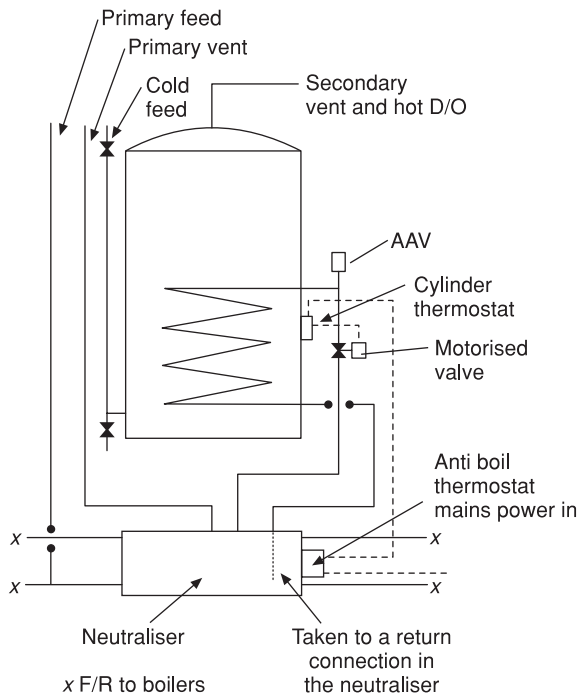 Primary feed
Primary vent
Cold
feed
Secondary
vent and hot D/O
AAV
Cylinder
thermostat
Motorised
valve
Anti boil
thermostat
mains power in
x
x
x
x
Neutraliser
Taken to a return
connection in
the neutraliser
x F/R to boilers